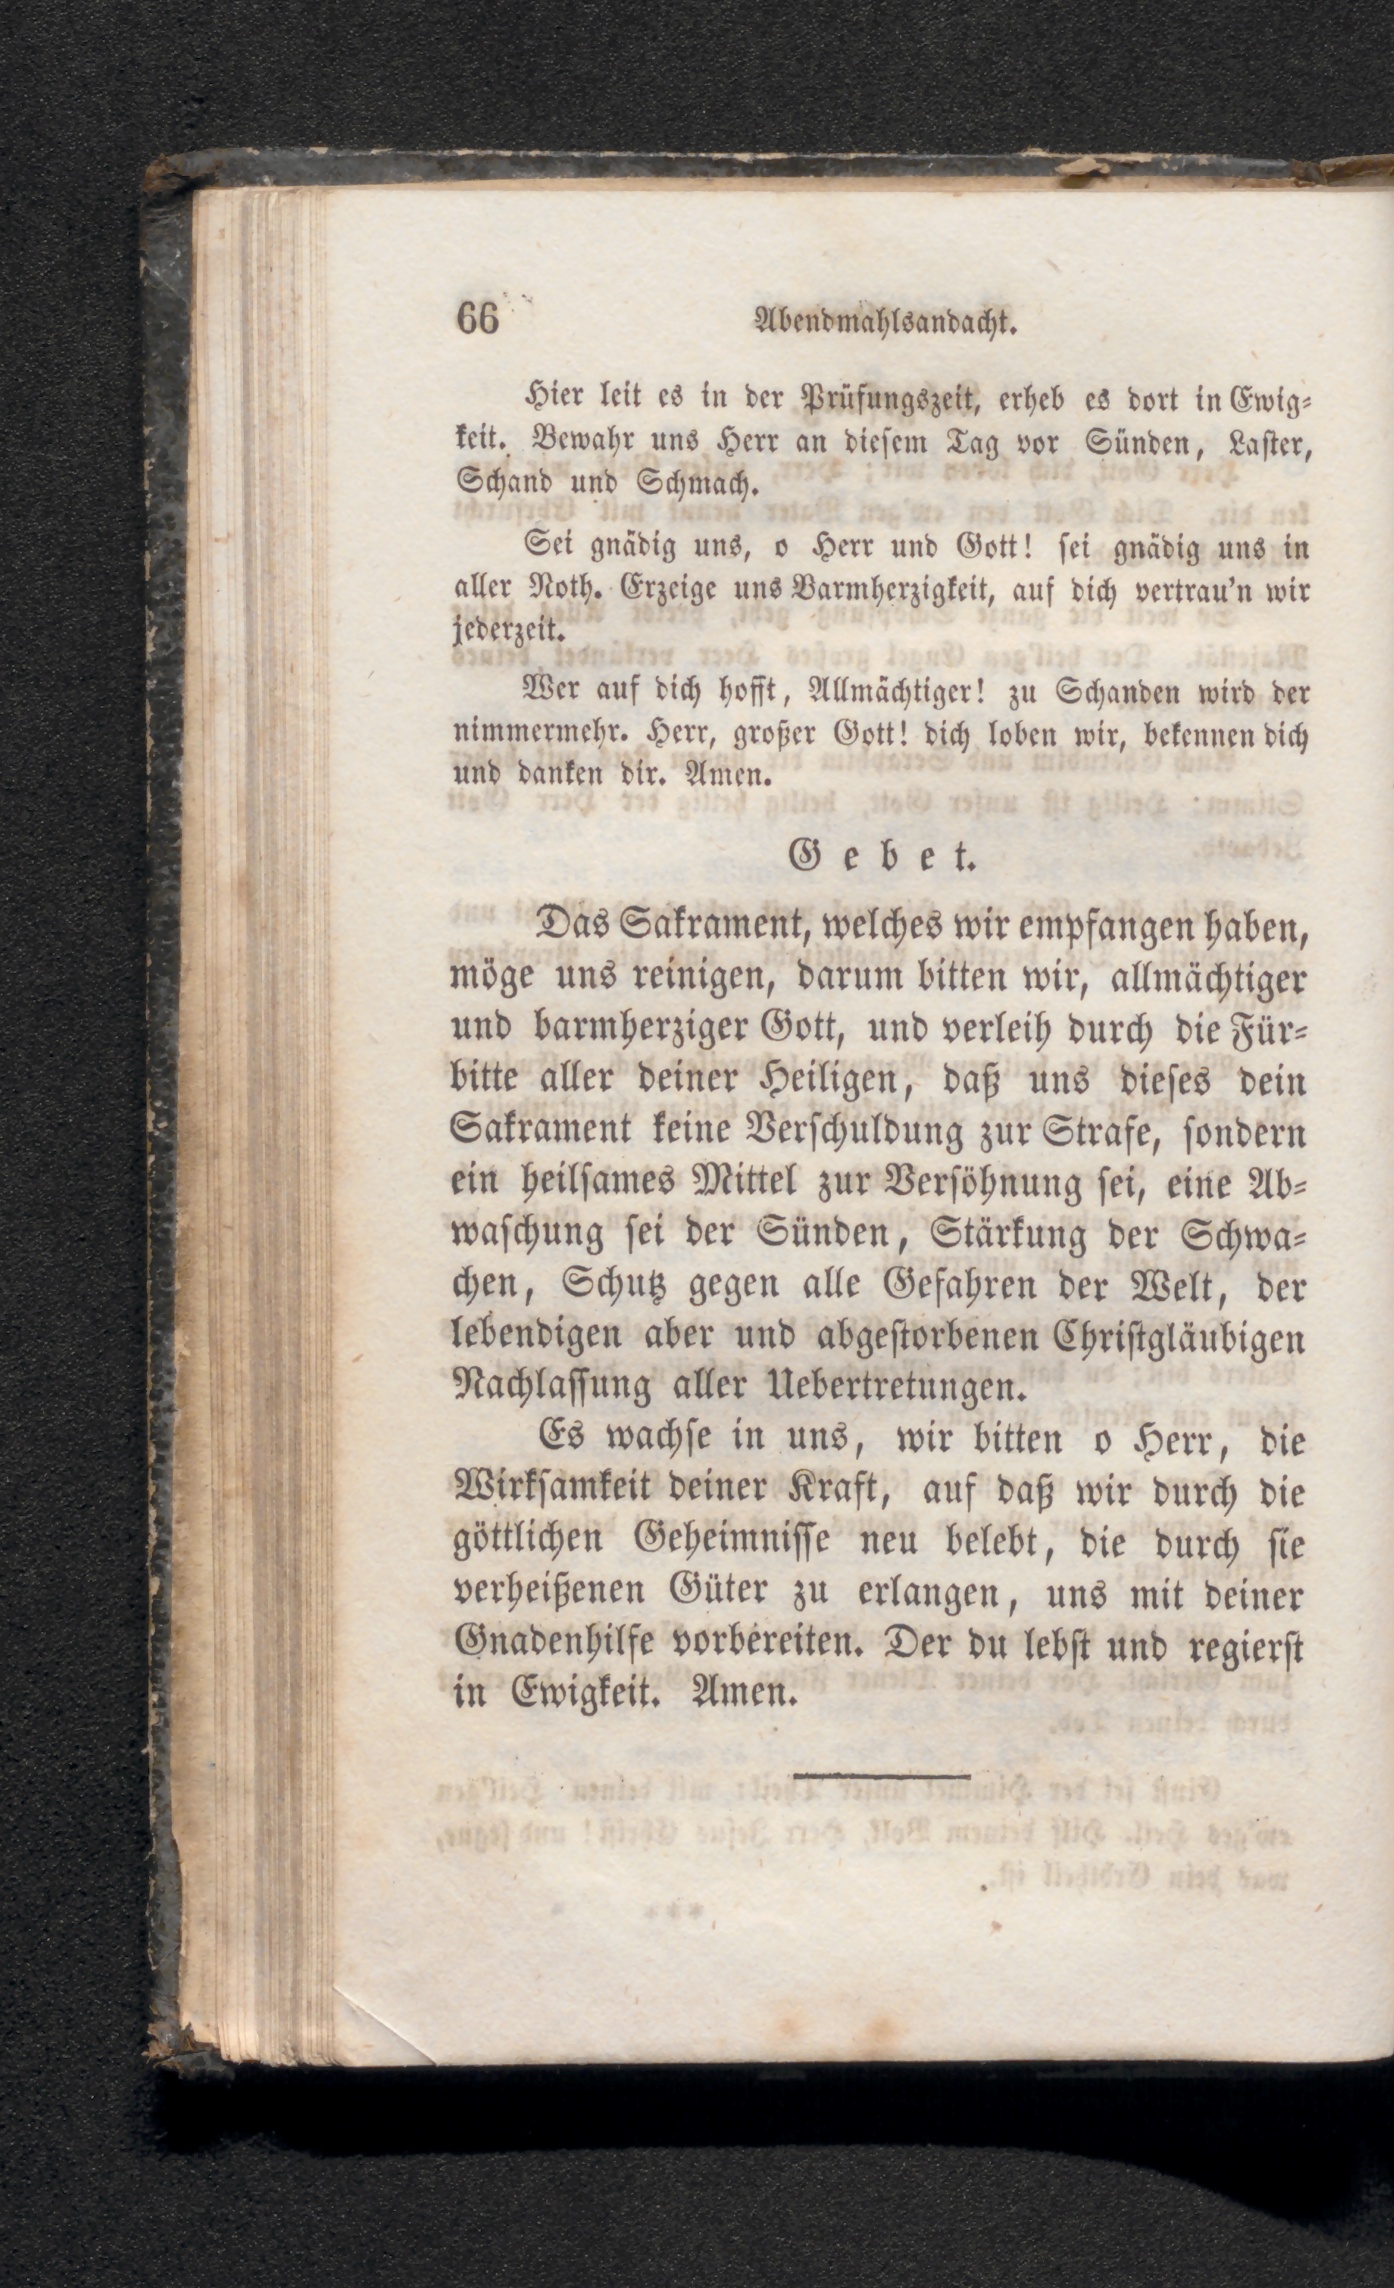 66 Abendmahlsandacht.
Hier leit es in der Prüfungszeit, erheb es dort in Ewig⸗
keit. Bewahr uns Herr an dieſem Tag vor Sünden, Laſter,
Schand und Schmach.
Sei gnädig uns, o Herr und Gott! ſei gnädig uns in
aller Noth. Erzeige uns Barmherzigkeit, auf dich vertrau’n wir
jederzeit.
Wer auf dich hofft, Allmächtiger! zu Schanden wird der
nimmermehr. Herr, großer Gott! dich loben wir, bekennen dich
und danken dir. Amen.
Gebet.
Das Sakrament, welches wir empfangen haben,
möge uns reinigen, darum bitten wir, allmächtiger
und barmherziger Gott, und verleih durch die Für⸗
bitte aller deiner Heiligen, daß uns dieſes dein
Sakrament keine Verſchuldung zur Strafe, ſondern
ein heilſames Mittel zur Verſöhnung ſei, eine Ab⸗
waſchung ſei der Sünden, Stärkung der Schwa⸗
chen, Schutz gegen alle Gefahren der Welt, der
lebendigen aber und abgeſtorbenen Chriſtgläubigen
Nachlaſſung aller Uebertretungen.
Es wachſe in uns, wir bitten o Herr, die
Wirkſamkeit deiner Kraft, auf daß wir durch die
göttlichen Geheimniſſe neu belebt, die durch ſie
verheißenen Güter zu erlangen, uns mit deiner
Gnadenhilfe vorbereiten. Der du lebſt und regierſt
in Ewigkeit. Amen.